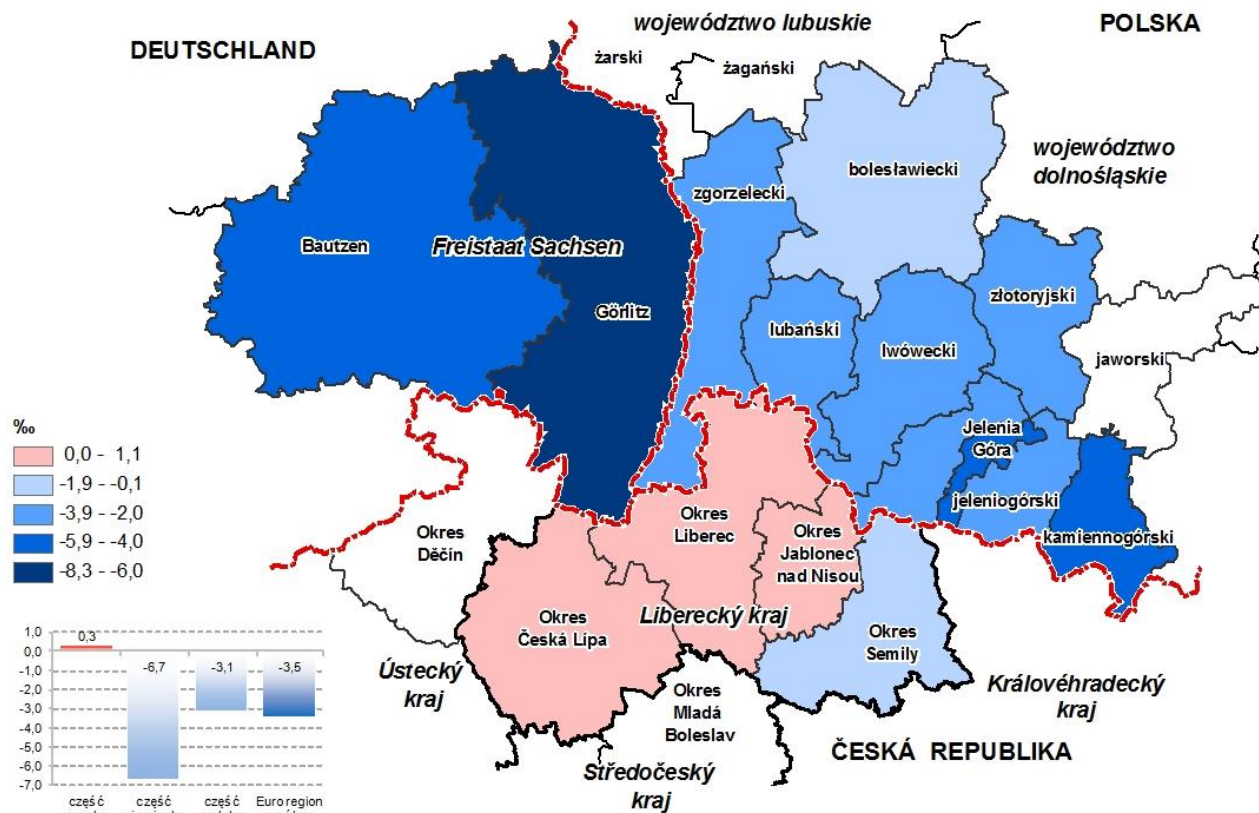 DEUTSCHLAND
województwo lubuskie
POLSKA
żarski
żagański
województwo
dolnośląskie
bolesławiecki
zgorzelecki
Bautzen
Freistaat Sachsen
Görlitz
lubański
lwówecki
złotoryjski
jaworski
Jelenia
Góra
jeleniogórski
kamiennogórski
‰
0,0 - 1,1
-1,9 - -0,1
-3,9 - -2,0
-5,9 - -4,0
-8,3 - -6,0
Okres
Děčín
Okres
Liberec
Okres
Jablonec
nad Nisou
Okres
Česká Lípa
Liberecký kraj
Okres
Semily
Ústecký
kraj
Okres
Mladá
Boleslav
Královéhradecký
kraj
ČESKÁ REPUBLIKA
Středočeský
kraj
1,0
0,0
-1,0
-2,0
-3,0
-4,0
-5,0
-6,0
-7,0
0,3
-6,7
-3,1
-3,5
część
część
część
Euroregion